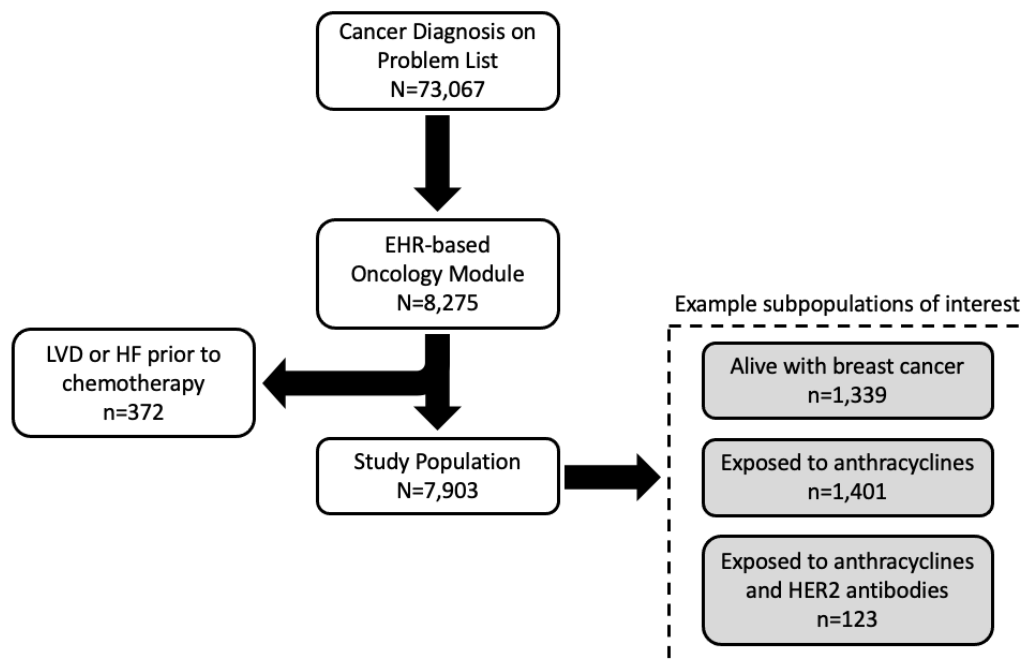 Cancer Diagnosis on
Problem List
N=73,067
EHR-based
Oncology Module
N=8,275
LVD or HF prior to
chemotherapy
n=372
Study Population
N=7,903
Example subpopulations of interest
Alive with breast cancer
n=1,339
Exposed to anthracyclines
n=1,401
Exposed to anthracyclines
and HER2 antibodies
n=123